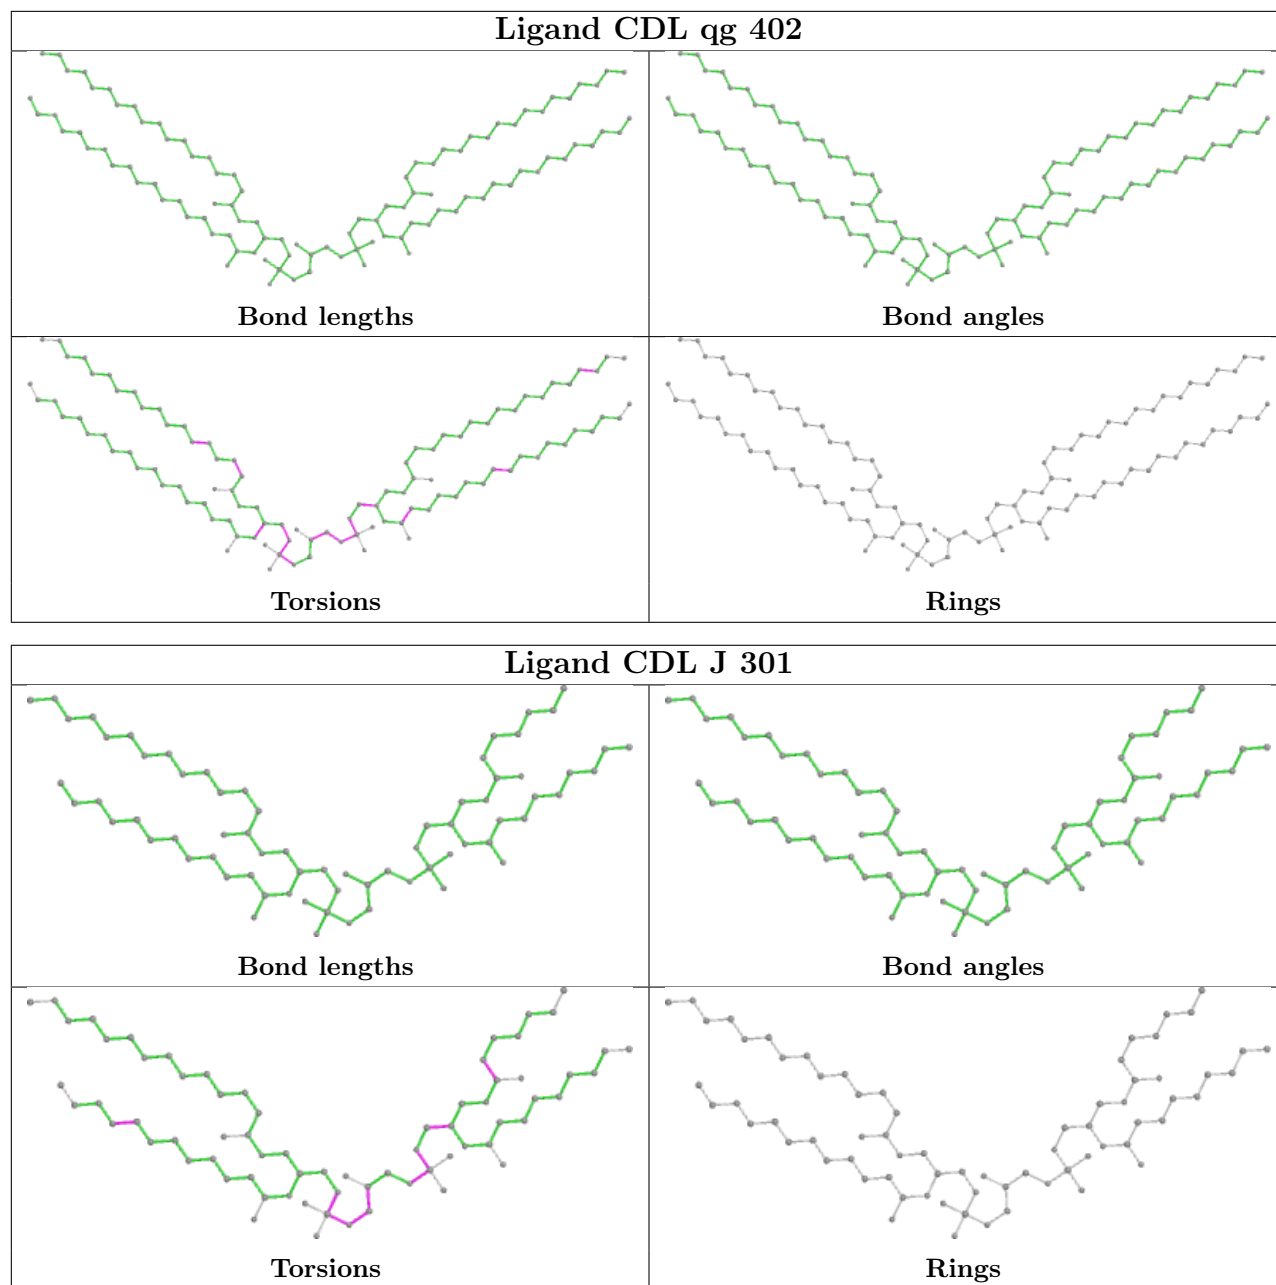 Ligand CDL qg 402
Bond lengths
Bond angles
Torsions
Rings
Ligand CDL J 301
Bond lengths
Bond angles
Torsions
Rings